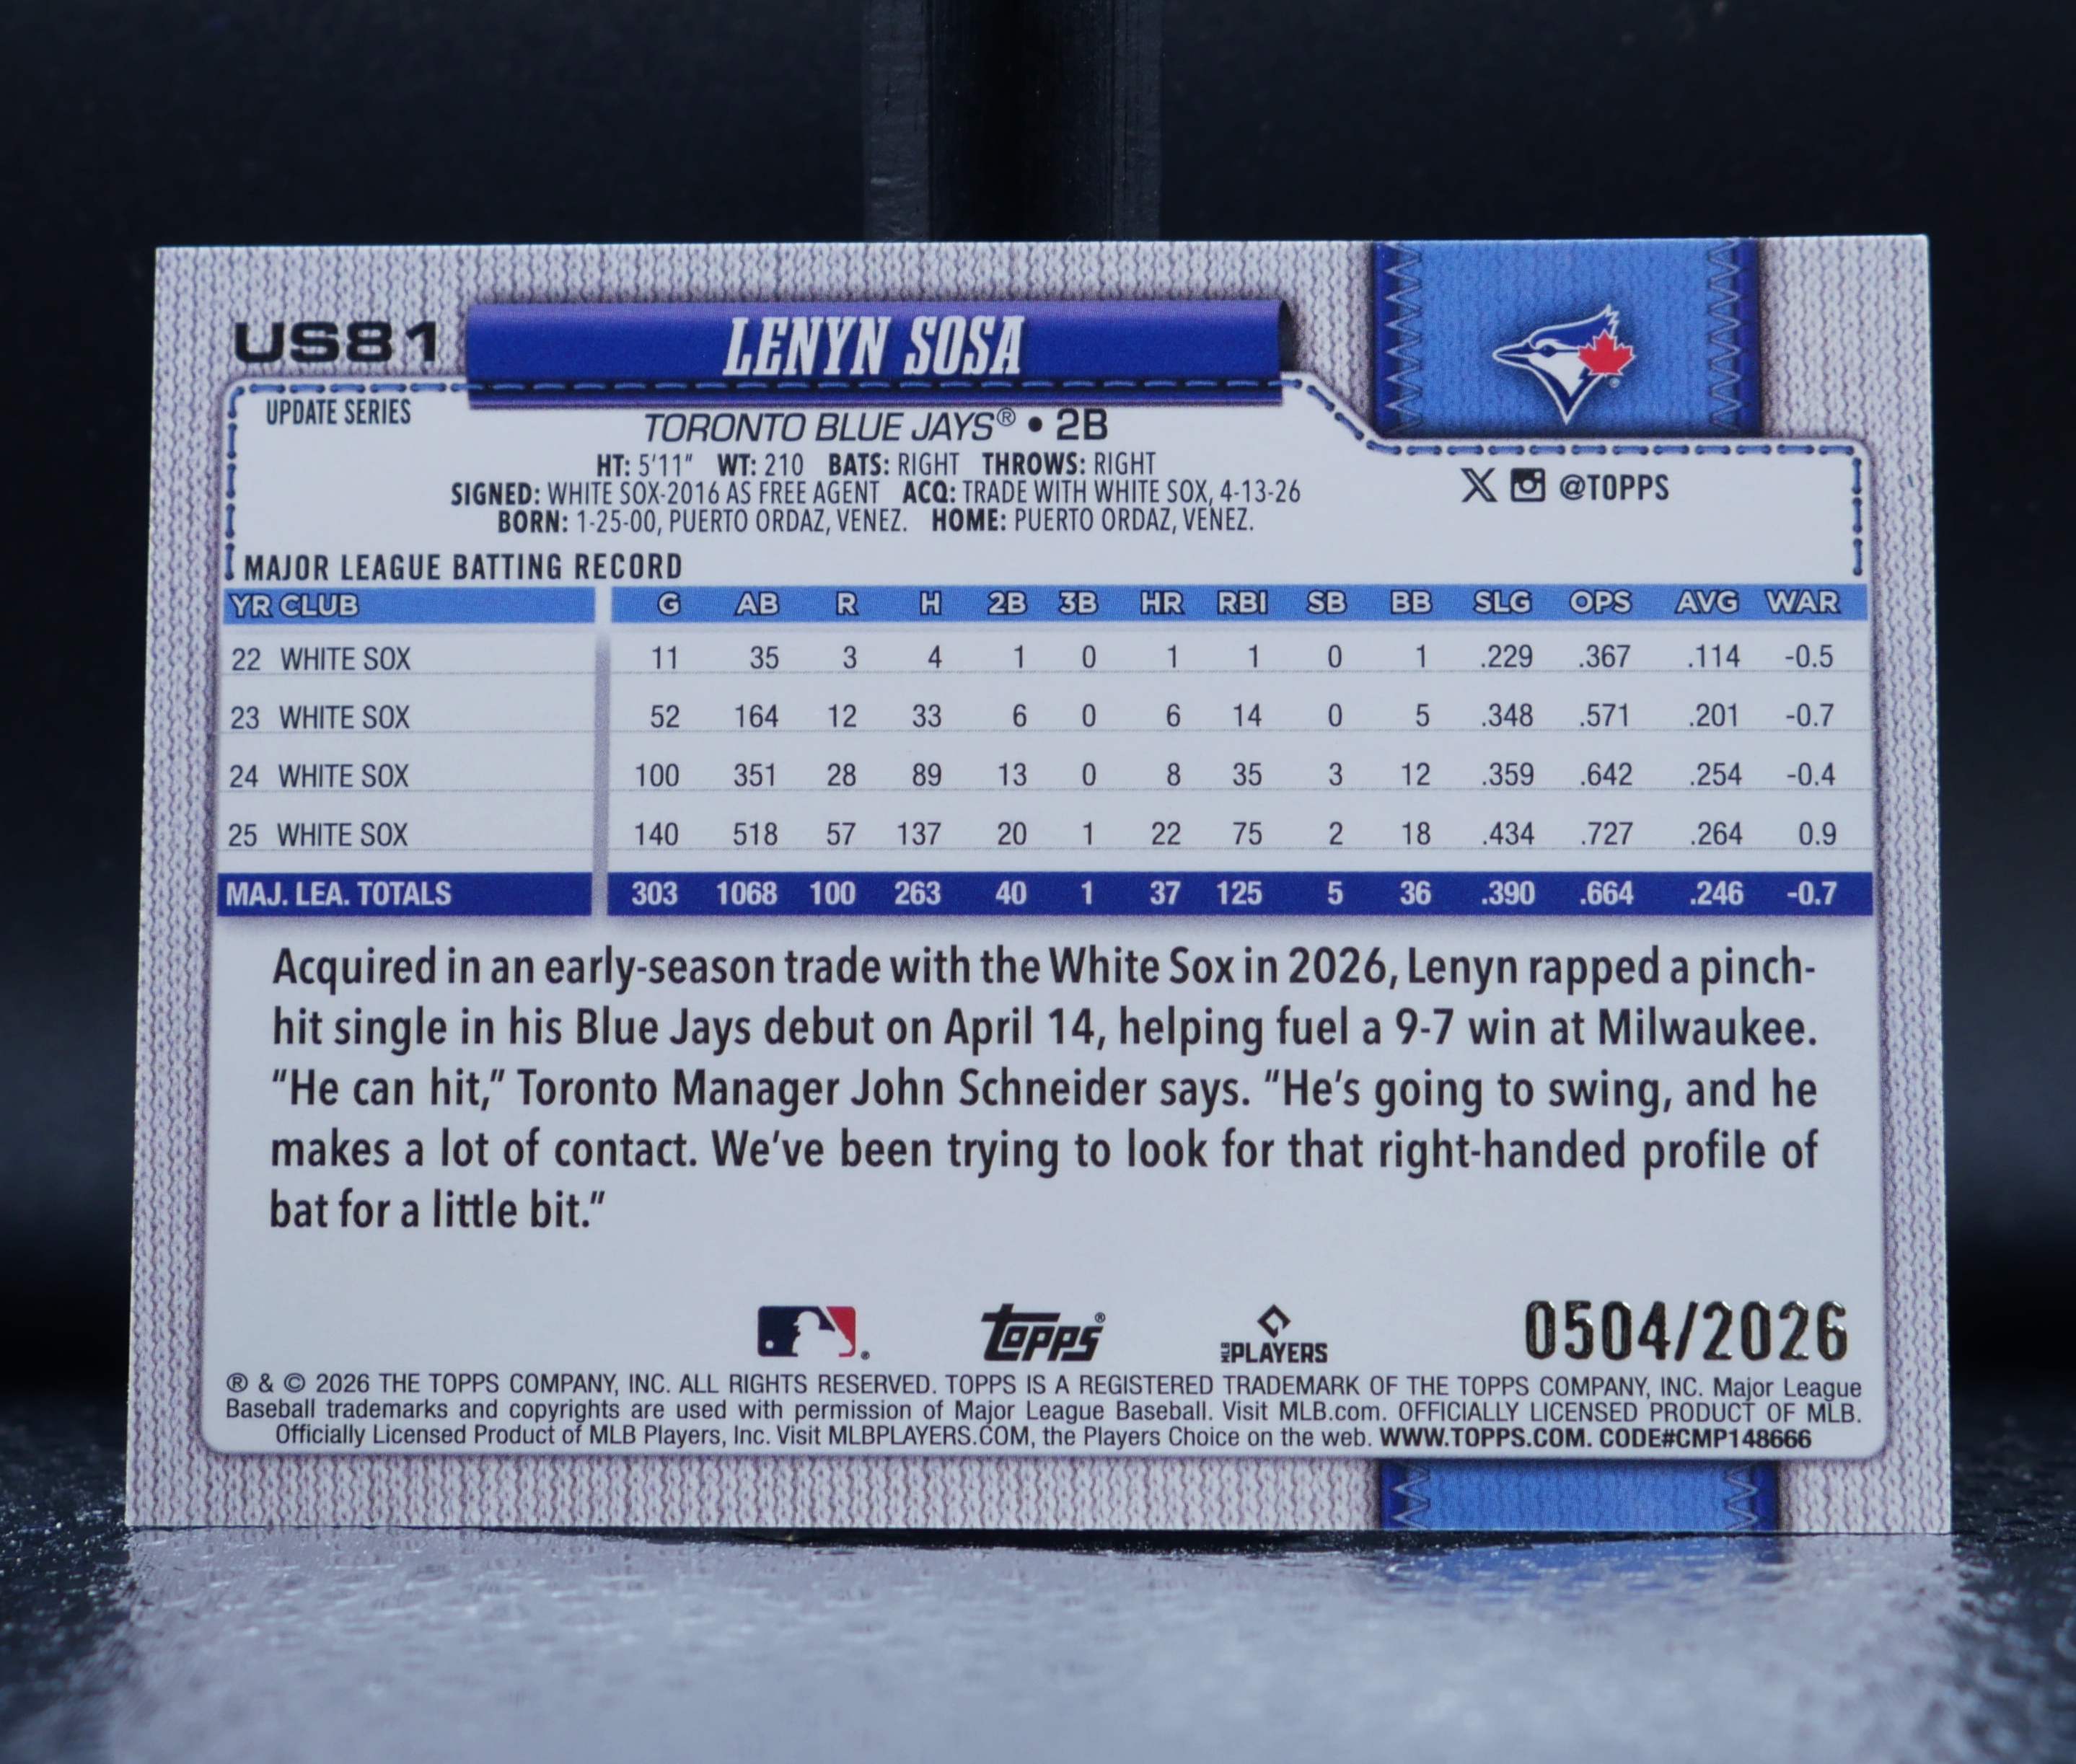 US81
LENYN SOSA
UPDATE SERIES
TORONTO BLUE JAYS® • 2B
HT: 5'11" WT: 210 BATS: RIGHT THROWS: RIGHT
SIGNED: WHITE SOX-2016 AS FREE AGENT ACQ: TRADE WITH WHITE SOX, 4-13-26
BORN: 1-25-00, PUERTO ORDAZ, VENEZ. HOME: PUERTO ORDAZ, VENEZ.
@TOPPS
MAJOR LEAGUE BATTING RECORD
YR CLUB G AB R H 2B 3B HR RBI SB BB SLG OPS AVG WAR
22 WHITE SOX 11 35 3 4 1 0 1 1 0 1 .229 .367 .114 -0.5
23 WHITE SOX 52 164 12 33 6 0 6 14 0 5 .348 .571 .201 -0.7
24 WHITE SOX 100 351 28 89 13 0 8 35 3 12 .359 .642 .254 -0.4
25 WHITE SOX 140 518 57 137 20 1 22 75 2 18 .434 .727 .264 0.9
MAJ. LEA. TOTALS 303 1068 100 263 40 1 37 125 5 36 .390 .664 .246 -0.7
Acquired in an early-season trade with the White Sox in 2026, Lenyn rapped a pinch-
hit single in his Blue Jays debut on April 14, helping fuel a 9-7 win at Milwaukee.
"He can hit," Toronto Manager John Schneider says. "He's going to swing, and he
makes a lot of contact. We've been trying to look for that right-handed profile of
bat for a little bit."
Topps®
MLB PLAYERS
0504/2026
® & © 2026 THE TOPPS COMPANY, INC. ALL RIGHTS RESERVED. TOPPS IS A REGISTERED TRADEMARK OF THE TOPPS COMPANY, INC. Major League
Baseball trademarks and copyrights are used with permission of Major League Baseball. Visit MLB.com. OFFICIALLY LICENSED PRODUCT OF MLB.
Officially Licensed Product of MLB Players, Inc. Visit MLBPLAYERS.COM, the Players Choice on the web. WWW.TOPPS.COM. CODE#CMP148666